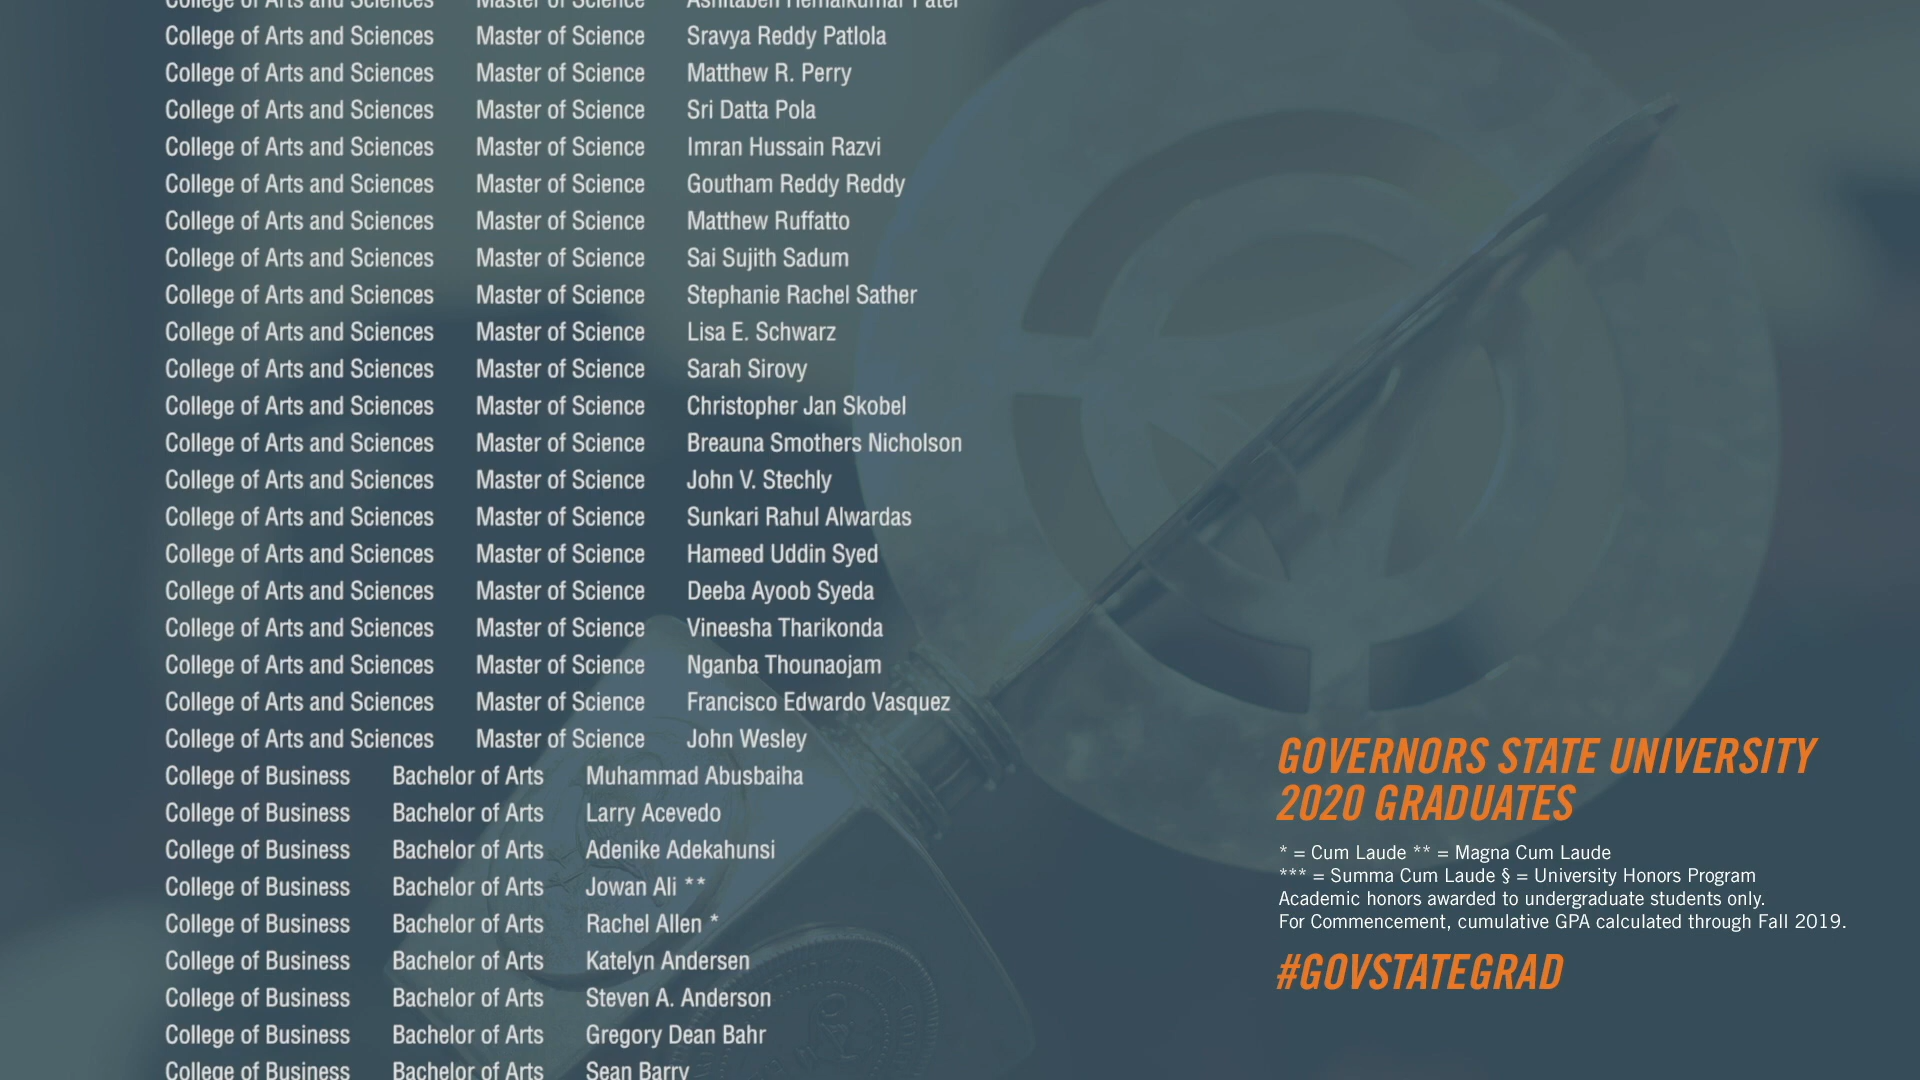 College of Arts and Sciences Master of Science Ashitaben Hemalkumar Patel
College of Arts and Sciences Master of Science Sravya Reddy Patlola
College of Arts and Sciences Master of Science Matthew R. Perry
College of Arts and Sciences Master of Science Sri Datta Pola
College of Arts and Sciences Master of Science Imran Hussain Razvi
College of Arts and Sciences Master of Science Goutham Reddy Reddy
College of Arts and Sciences Master of Science Matthew Ruffatto
College of Arts and Sciences Master of Science Sai Sujith Sadum
College of Arts and Sciences Master of Science Stephanie Rachel Sather
College of Arts and Sciences Master of Science Lisa E. Schwarz
College of Arts and Sciences Master of Science Sarah Sirovy
College of Arts and Sciences Master of Science Christopher Jan Skobel
College of Arts and Sciences Master of Science Breauna Smothers Nicholson
College of Arts and Sciences Master of Science John V. Stechly
College of Arts and Sciences Master of Science Sunkari Rahul Alwardas
College of Arts and Sciences Master of Science Hameed Uddin Syed
College of Arts and Sciences Master of Science Deeba Ayoob Syeda
College of Arts and Sciences Master of Science Vineesha Tharikonda
College of Arts and Sciences Master of Science Nganba Thounaojam
College of Arts and Sciences Master of Science Francisco Edwardo Vasquez
College of Arts and Sciences Master of Science John Wesley
College of Business Bachelor of Arts Muhammad Abusbaiha
College of Business Bachelor of Arts Larry Acevedo
College of Business Bachelor of Arts Adenike Adekahunsi
College of Business Bachelor of Arts Jowan Ali **
College of Business Bachelor of Arts Rachel Allen *
College of Business Bachelor of Arts Katelyn Andersen
College of Business Bachelor of Arts Steven A. Anderson
College of Business Bachelor of Arts Gregory Dean Bahr
College of Business Bachelor of Arts Sean Barry
GOVERNORS STATE UNIVERSITY
2020 GRADUATES
* = Cum Laude ** = Magna Cum Laude
*** = Summa Cum Laude § = University Honors Program
Academic honors awarded to undergraduate students only.
For Commencement, cumulative GPA calculated through Fall 2019.
#GOVSTATEGRAD